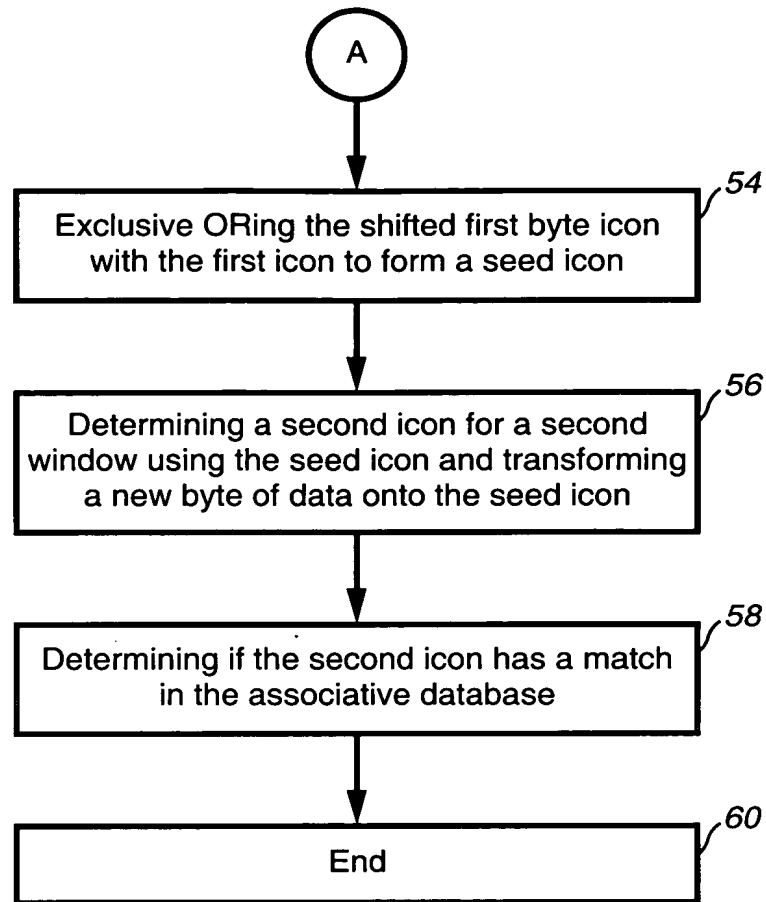 A
54
Exclusive ORing the shifted first byte icon
with the first icon to form a seed icon
56
Determining a second icon for a second
window using the seed icon and transforming
a new byte of data onto the seed icon
58
Determining if the second icon has a match
in the associative database
60
End